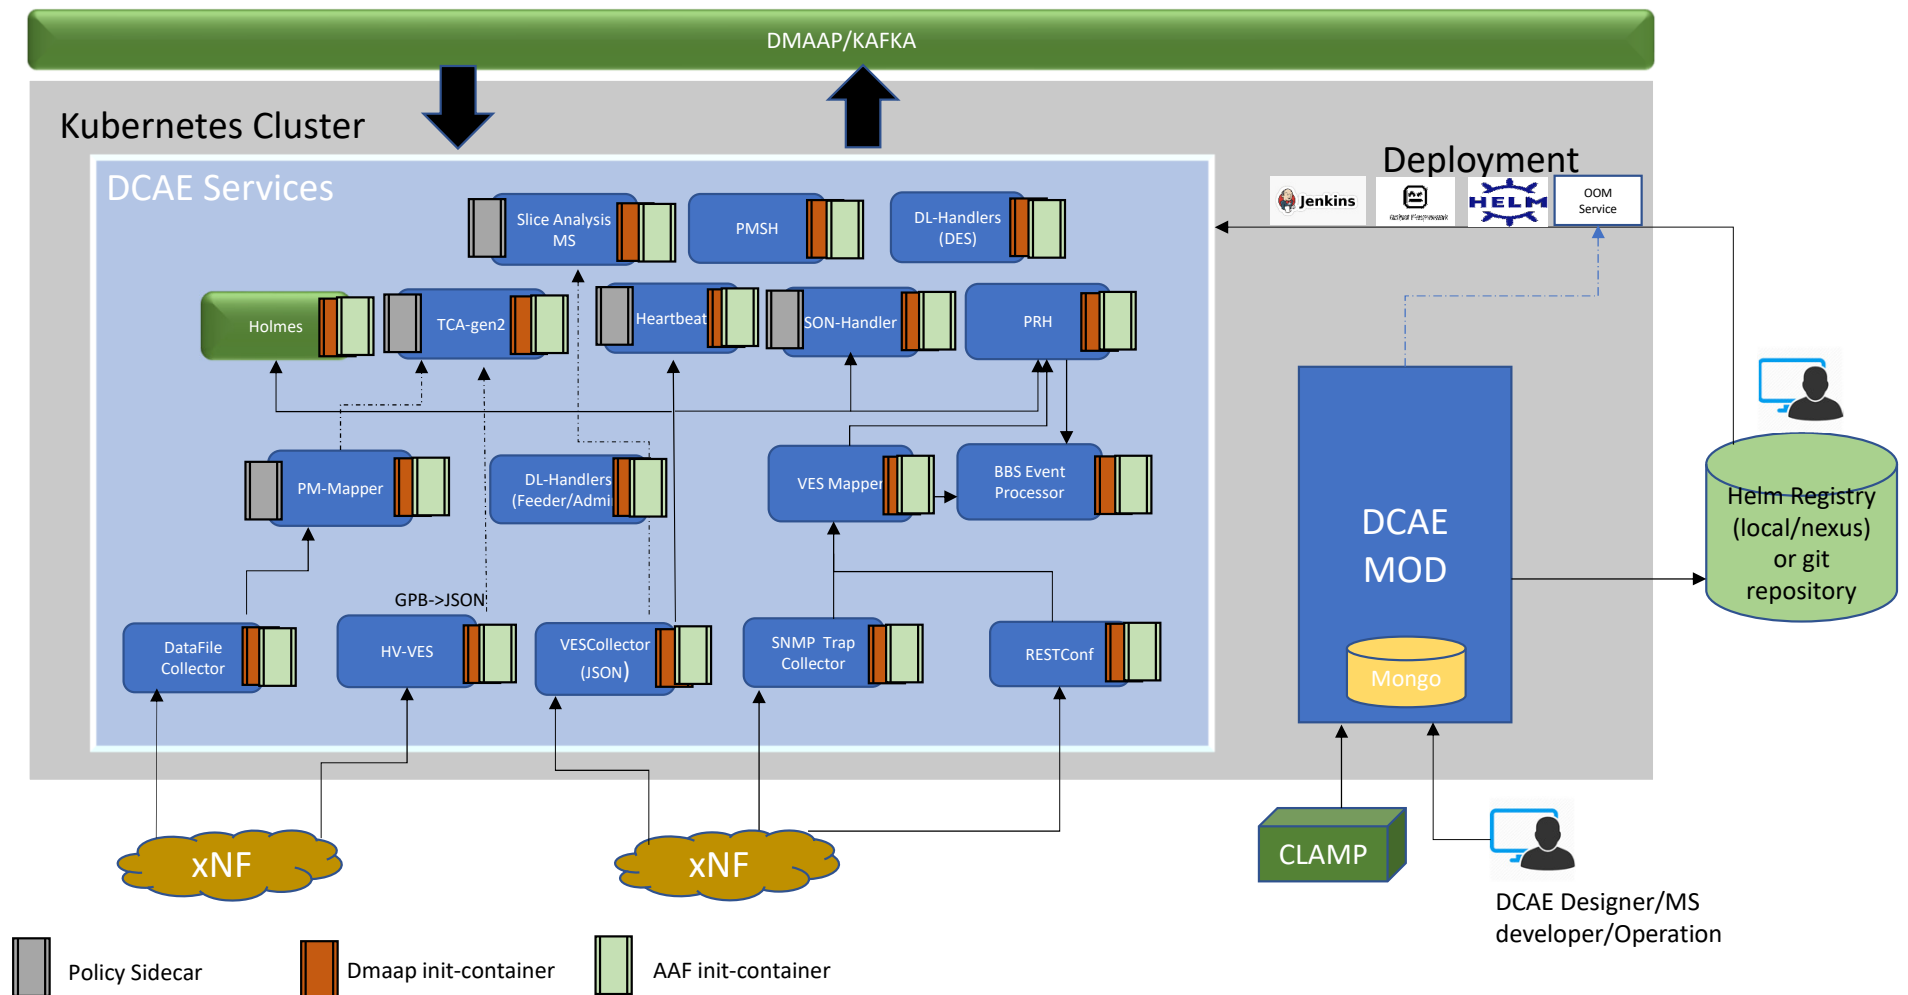 DMAAP/KAFKA
Kubernetes Cluster
Deployment
Jenkins
HELM
OOM
Service
DCAE Services
Slice Analysis
MS
PMSH
DL-Handlers
(DES)
Holmes
TCA-gen2
Heartbeat
SON-Handler
PRH
PM-Mapper
DL-Handlers
(Feeder/Admin
VES Mapper
BBS Event
Processor
DCAE
MOD
Helm Registry
(local/nexus)
or git
repository
GPB->JSON
DataFile
Collector
HV-VES
VESCollector
(JSON)
SNMP Trap
Collector
RESTConf
Mongo
xNF
xNF
CLAMP
DCAE Designer/MS
developer/Operation
Policy Sidecar
Dmaap init-container
AAF init-container